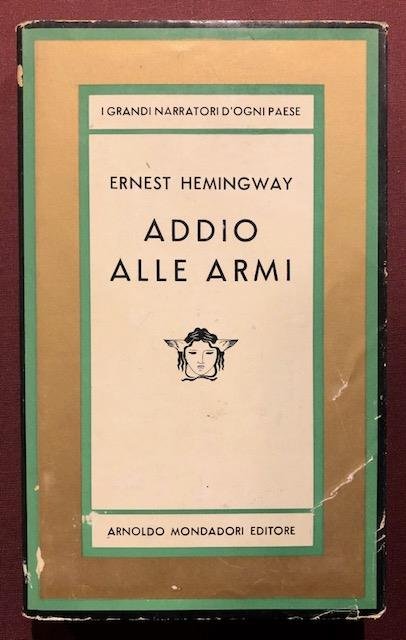 I GRANDI NARRATORI D'OGNI PAESE
ERNEST HEMINGWAY
ADDIO
ALLE ARMI
ARNOLDO MONDADORI EDITORE